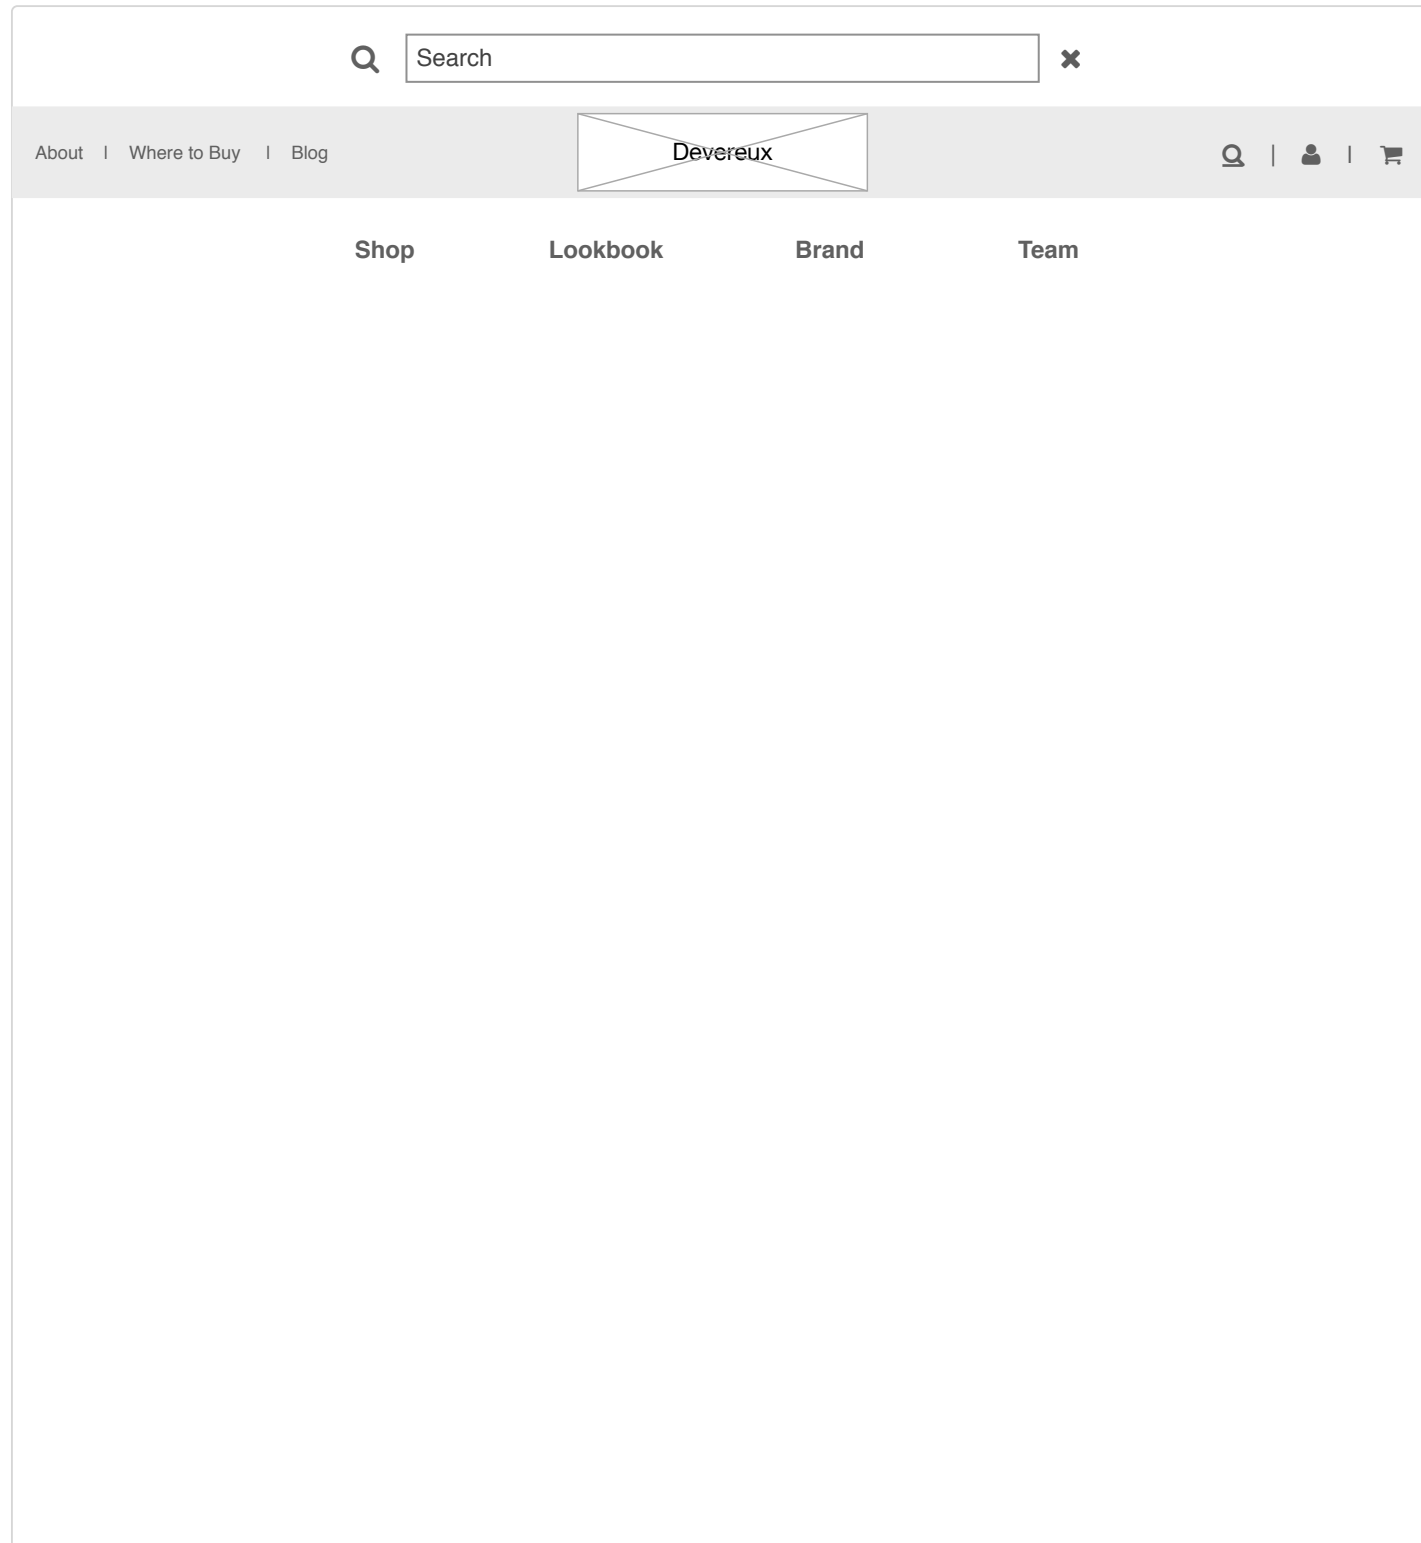 Search
About | Where to Buy | Blog
Devereux
| |
Shop Lookbook Brand Team